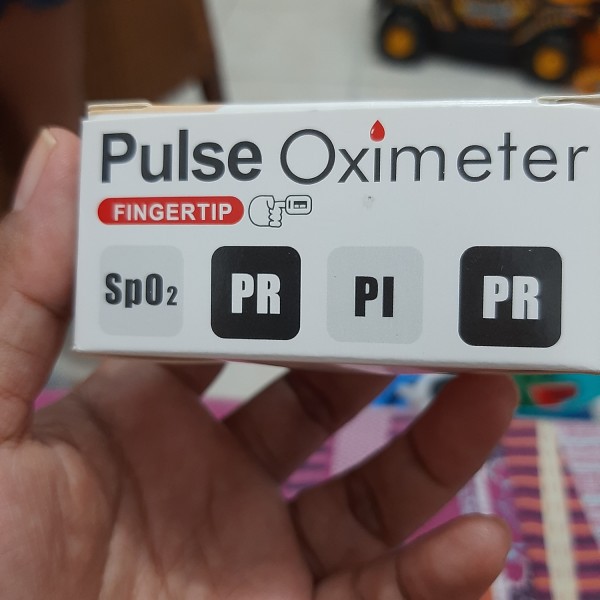 Pulse Oximeter
FINGERTIP
SpO₂ PR PI PR